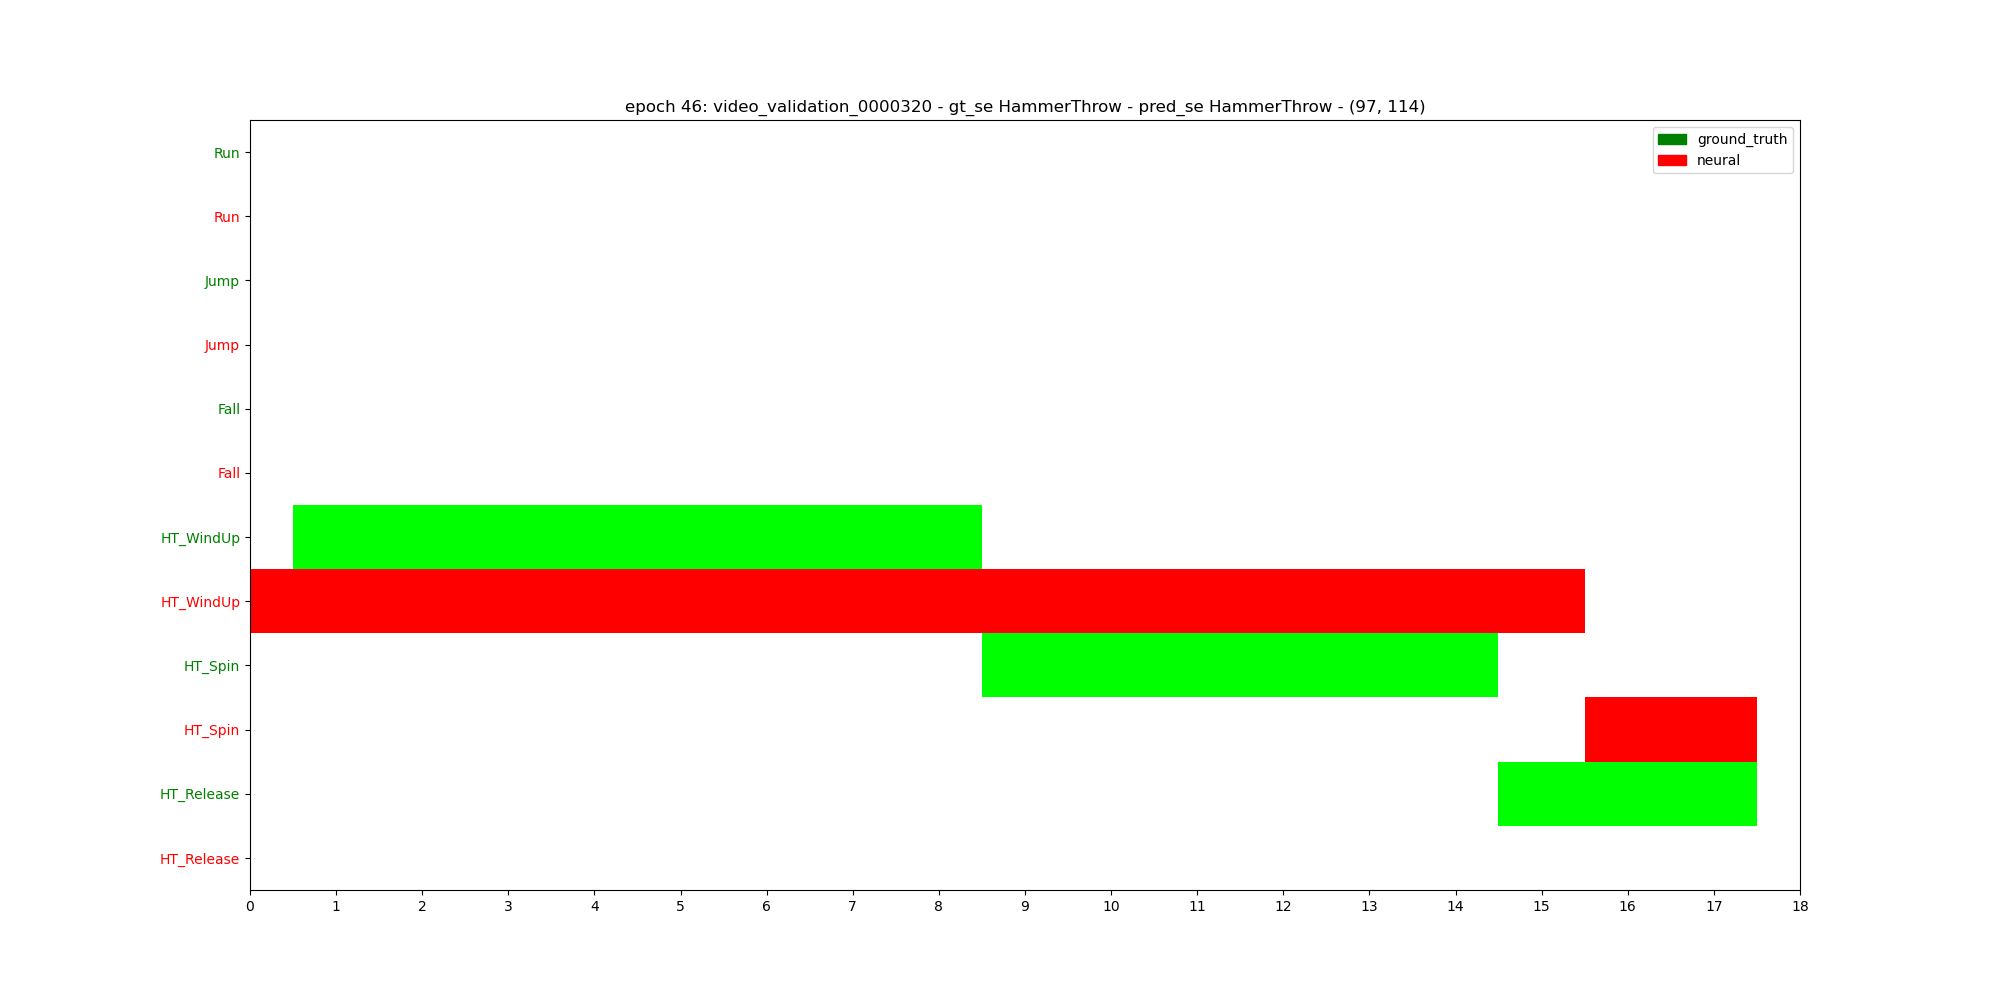 epoch 46: video_validation_0000320 - gt_se HammerThrow - pred_se HammerThrow - (97, 114)
ground_truth
neural
Run
Run
Jump
Jump
Fall
Fall
HT_WindUp
HT_WindUp
HT_Spin
HT_Spin
HT_Release
HT_Release
0 1 2 3 4 5 6 7 8 9 10 11 12 13 14 15 16 17 18